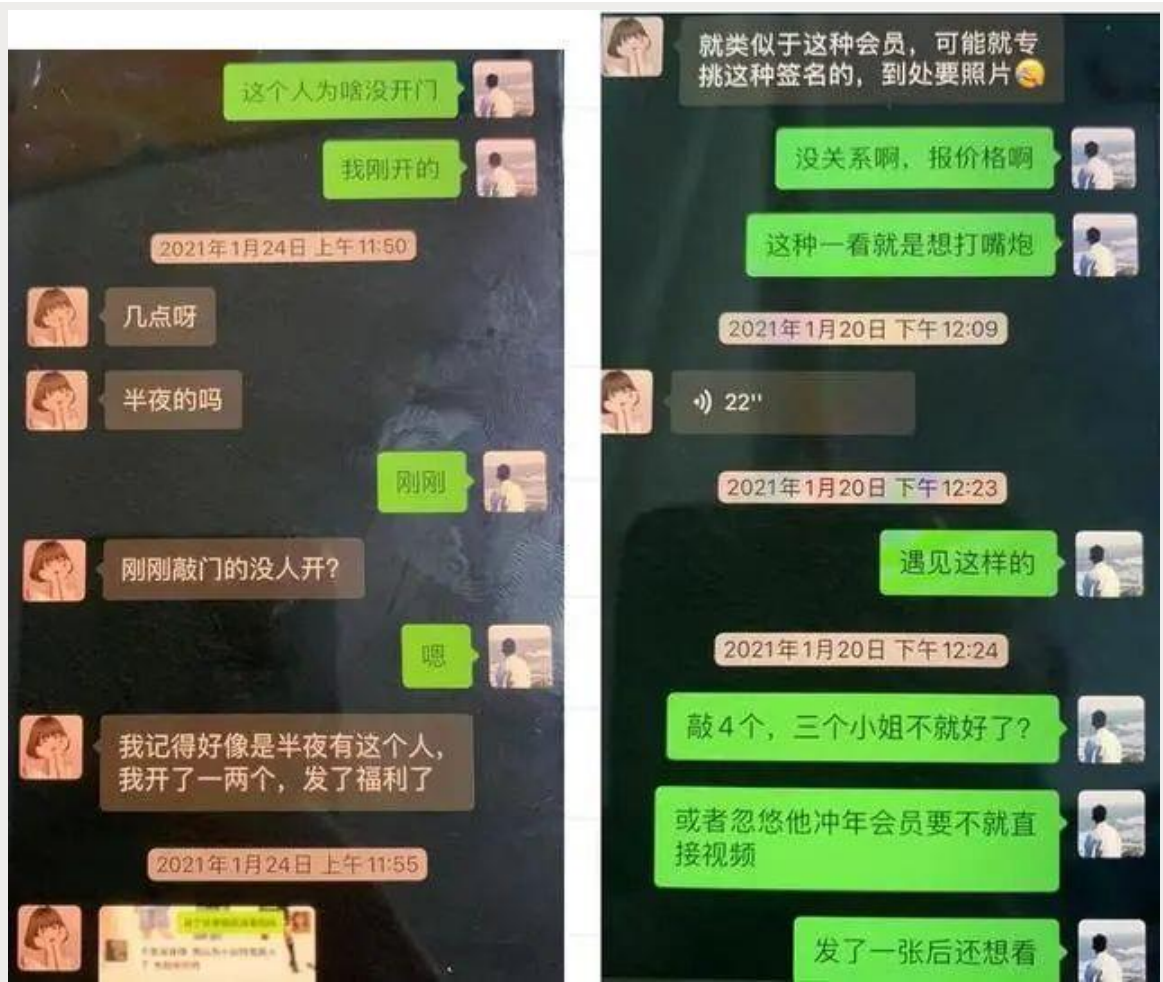 这个人为啥没开门
我刚开的
2021年1月24日 上午11:50
几点呀
半夜的吗
刚刚
刚刚敲门的没人开?
嗯
我记得好像是半夜有这个人，
我开了一两个，发了福利了
2021年1月24日 上午11:55
就类似于这种会员，可能就专
挑这种签名的，到处要照片
没关系啊，报价格啊
这种一看就是想打嘴炮
2021年1月20日 下午12:09
22''
2021年1月20日 下午12:23
遇见这样的
2021年1月20日 下午12:24
敲4个，三个小姐不就好了?
或者忽悠他冲年会员要不就直
接视频
发了一张后还想看